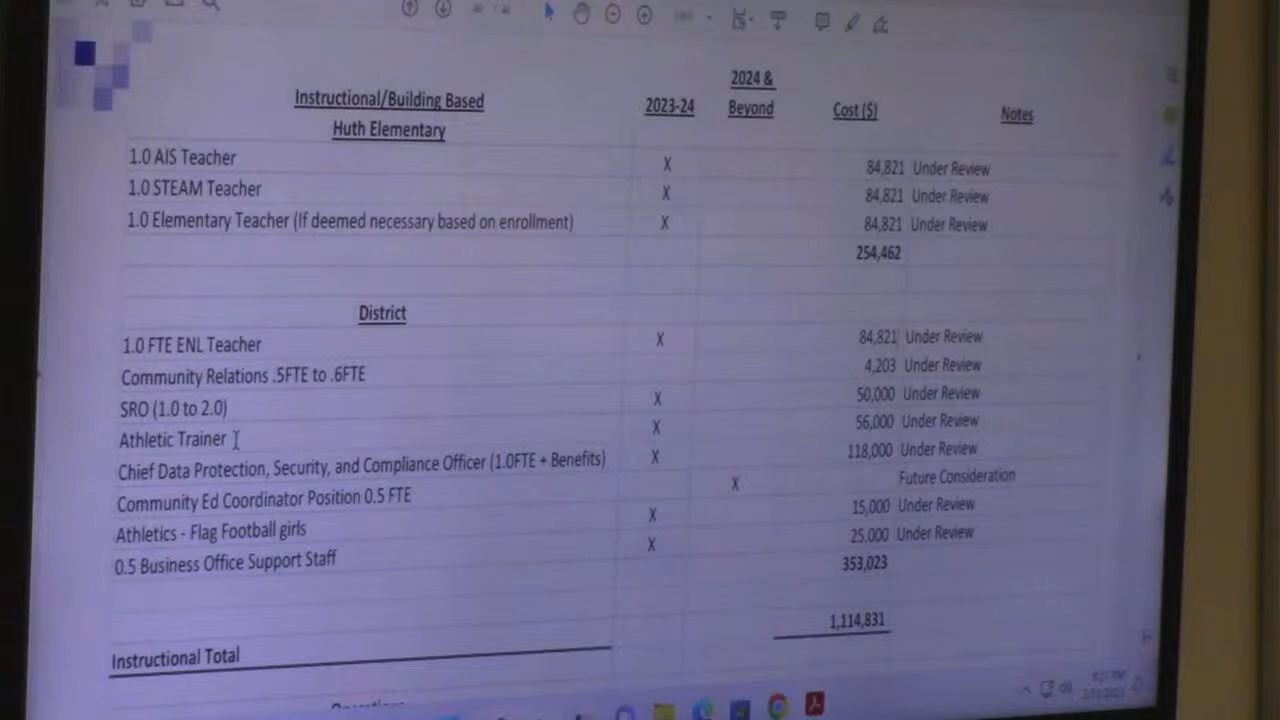 Instructional/Building Based 2023-24 2024 & Beyond Cost ($) Notes
Huth Elementary
1.0 AIS Teacher X 84,821 Under Review
1.0 STEAM Teacher X 84,821 Under Review
1.0 Elementary Teacher (If deemed necessary based on enrollment) X 84,821 Under Review
254,462
District
1.0 FTE ENL Teacher X 84,821 Under Review
Community Relations .5FTE to .6FTE 4,203 Under Review
SRO (1.0 to 2.0) X 50,000 Under Review
Athletic Trainer X 56,000 Under Review
Chief Data Protection, Security, and Compliance Officer (1.0FTE + Benefits) X 118,000 Under Review
Community Ed Coordinator Position 0.5 FTE X Future Consideration
Athletics - Flag Football girls X 15,000 Under Review
0.5 Business Office Support Staff X 25,000 Under Review
353,023
1,114,831
Instructional Total